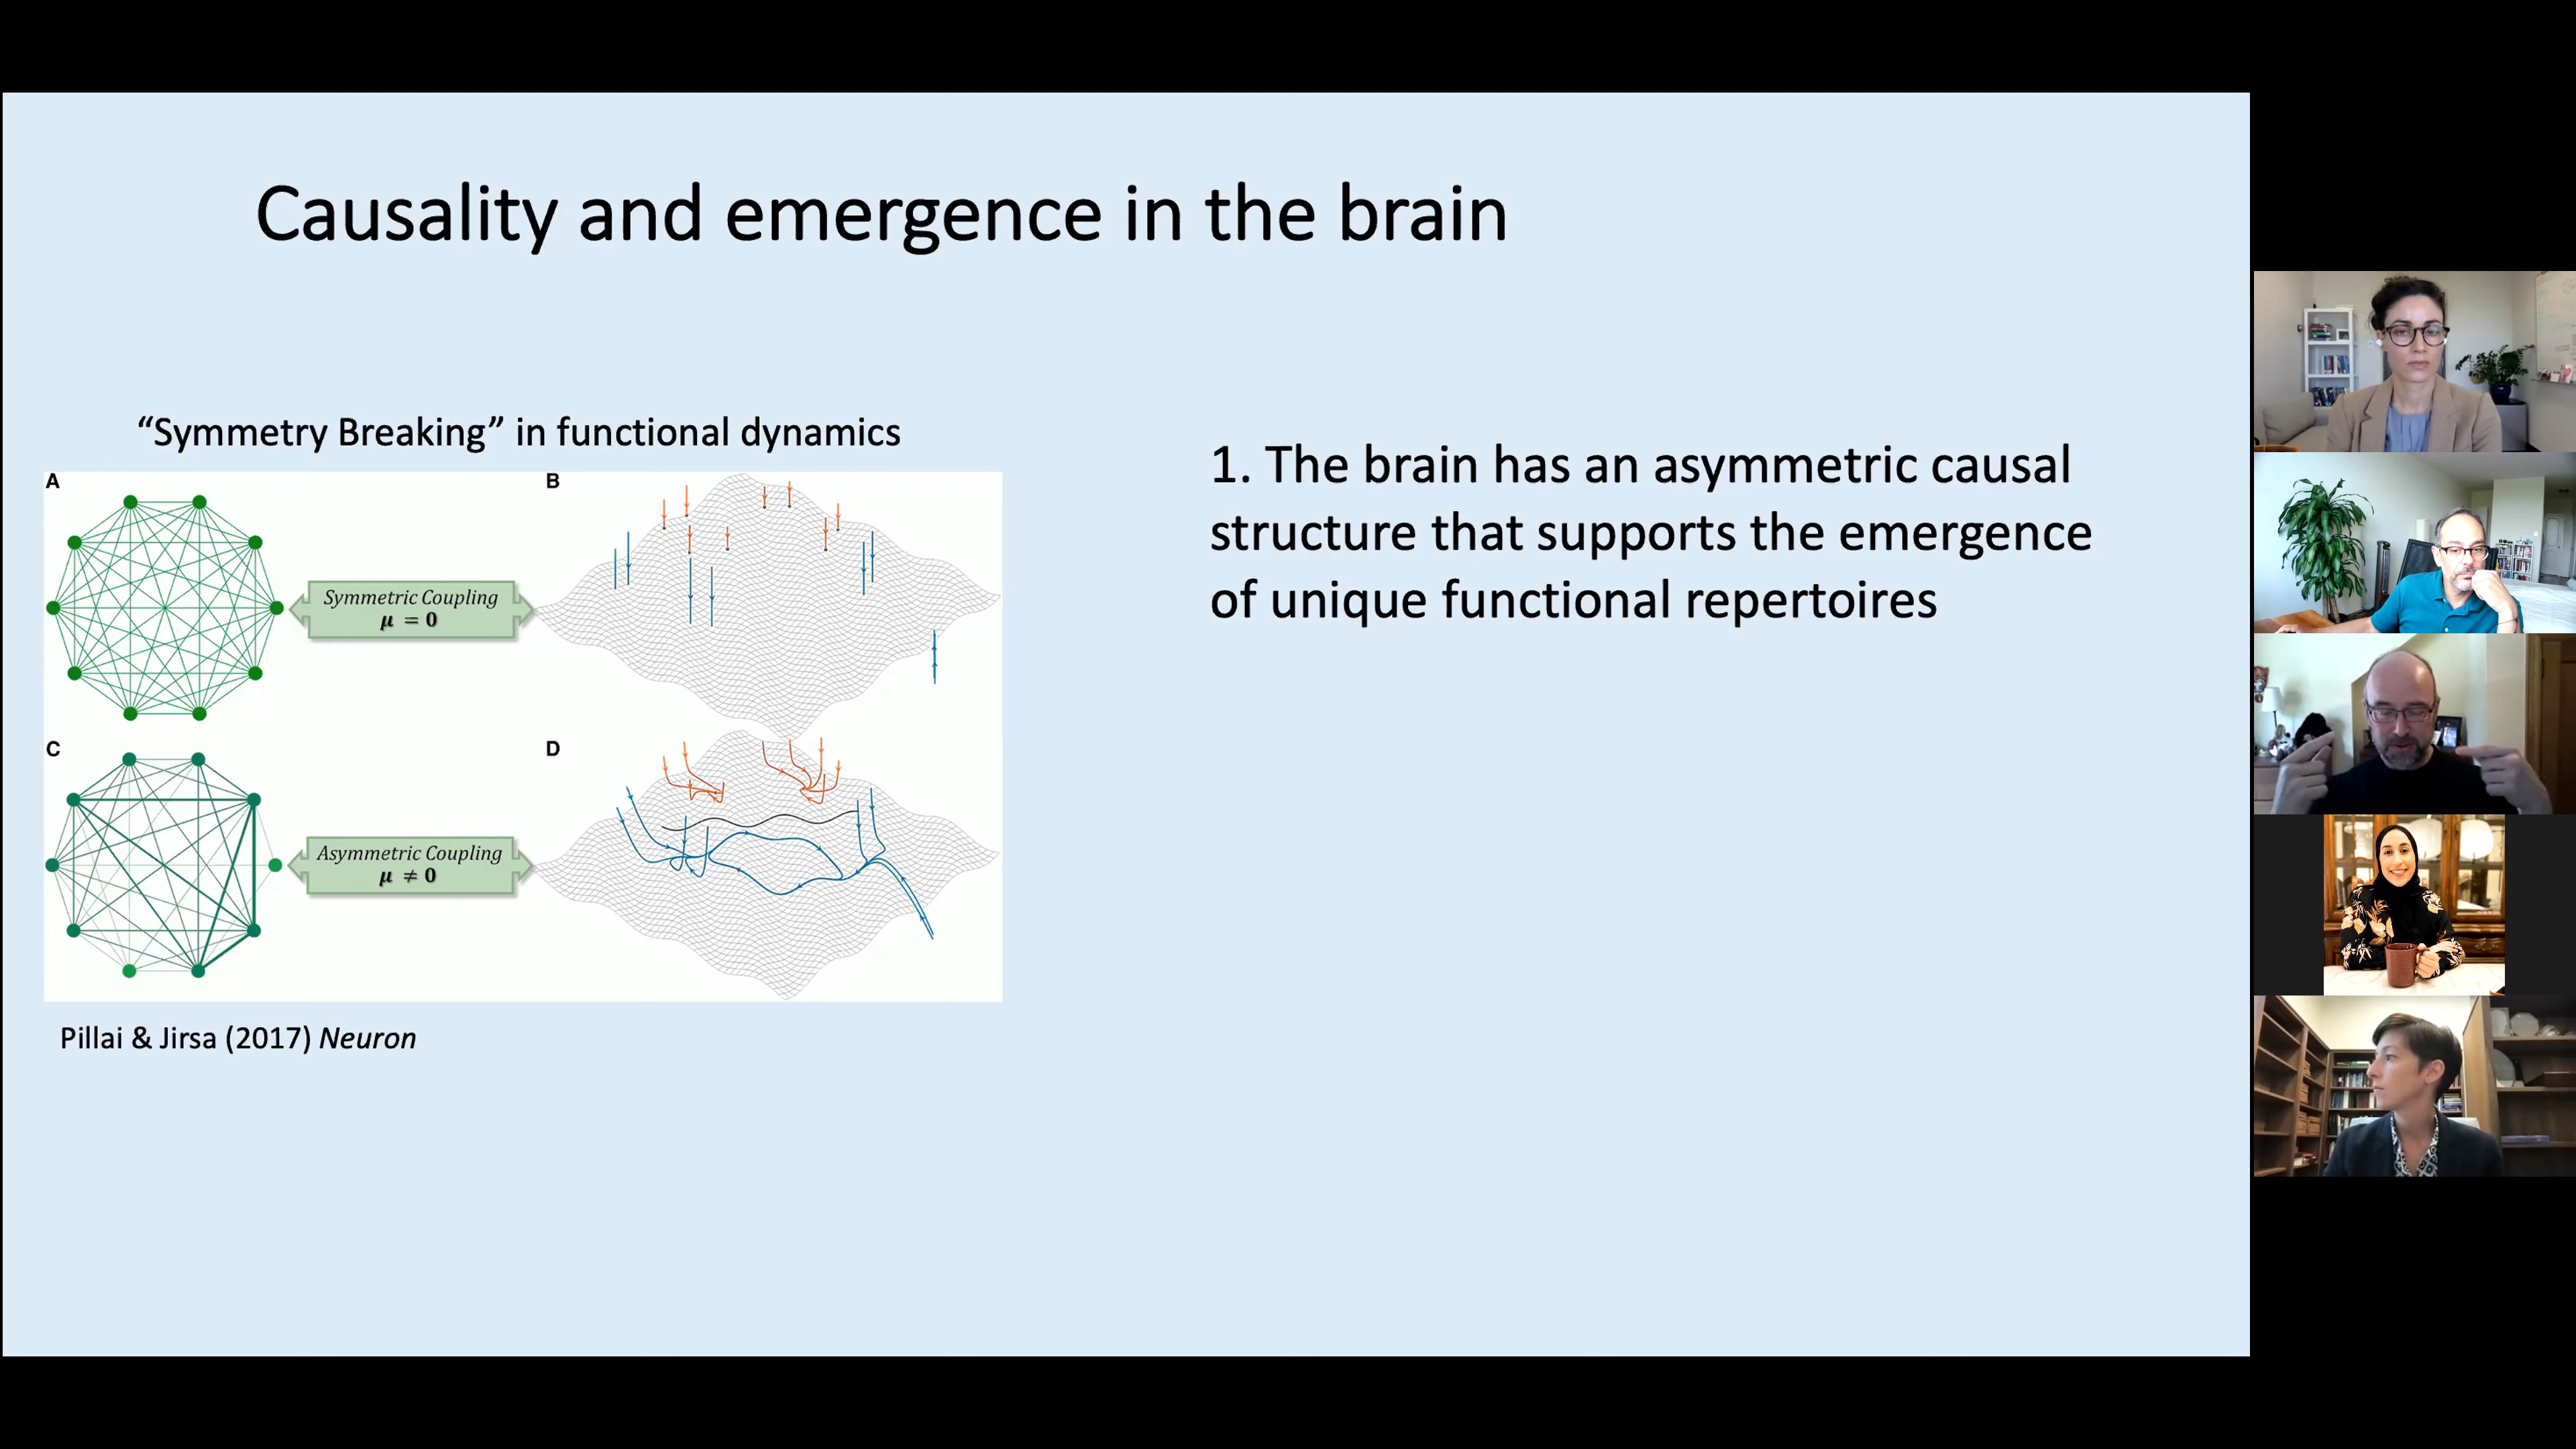 Causality and emergence in the brain
“Symmetry Breaking” in functional dynamics
A
B
Symmetric Coupling
μ = 0
C
D
Asymmetric Coupling
μ ≠ 0
Pillai & Jirsa (2017) Neuron
1. The brain has an asymmetric causal
structure that supports the emergence
of unique functional repertoires